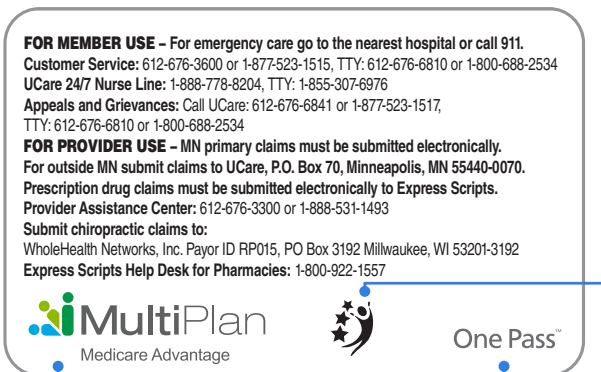 FOR MEMBER USE – For emergency care go to the nearest hospital or call 911.
Customer Service: 612-676-3600 or 1-877-523-1515, TTY: 612-676-6810 or 1-800-688-2534
UCare 24/7 Nurse Line: 1-888-778-8204, TTY: 1-855-307-6976
Appeals and Grievances: Call UCare: 612-676-6841 or 1-877-523-1517,
TTY: 612-676-6810 or 1-800-688-2534
FOR PROVIDER USE – MN primary claims must be submitted electronically.
For outside MN submit claims to UCare, P.O. Box 70, Minneapolis, MN 55440-0070.
Prescription drug claims must be submitted electronically to Express Scripts.
Provider Assistance Center: 612-676-3300 or 1-888-531-1493
Submit chiropractic claims to:
WholeHealth Networks, Inc. Payor ID RP015, PO Box 3192 Millwaukee, WI 53201-3192
Express Scripts Help Desk for Pharmacies: 1-800-922-1557
MultiPlan
Medicare Advantage
One Pass™